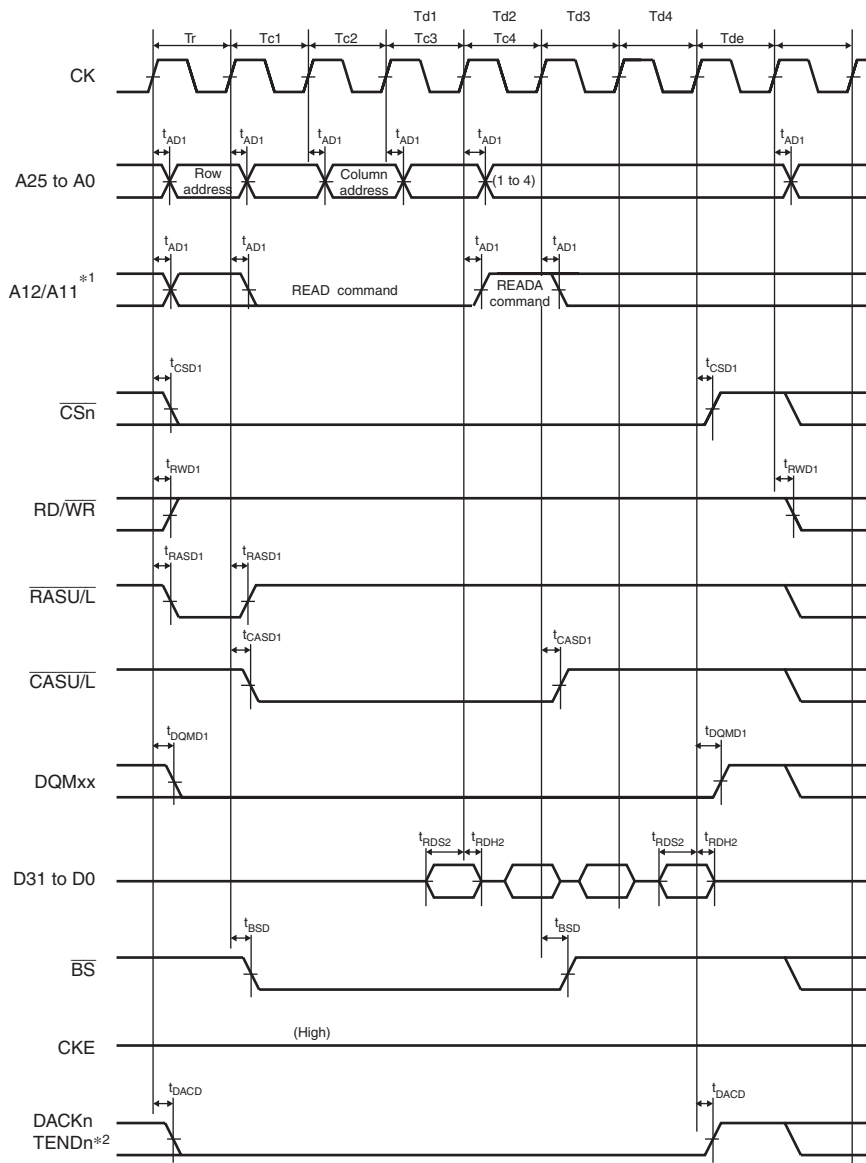 Td1 Td2 Td3 Td4
Tr Tc1 Tc2 Tc3 Tc4 Tde
CK
tAD1 tAD1 tAD1 tAD1 tAD1 tAD1
A25 to A0
Row
address
Column
address
(1 to 4)
tAD1 tAD1 tAD1 tAD1
A12/A11 *1
READ command
READA
command
tCSD1 tCSD1
CSn
tRWD1 tRWD1
RD/WR
tRASD1 tRASD1
RASU/L
tCASD1 tCASD1
CASU/L
tDQMD1 tDQMD1
DQMxx
tRDS2 tRDH2 tRDS2 tRDH2
D31 to D0
tBSD tBSD
BS
(High)
CKE
tDACD tDACD
DACKn
TENDn*2